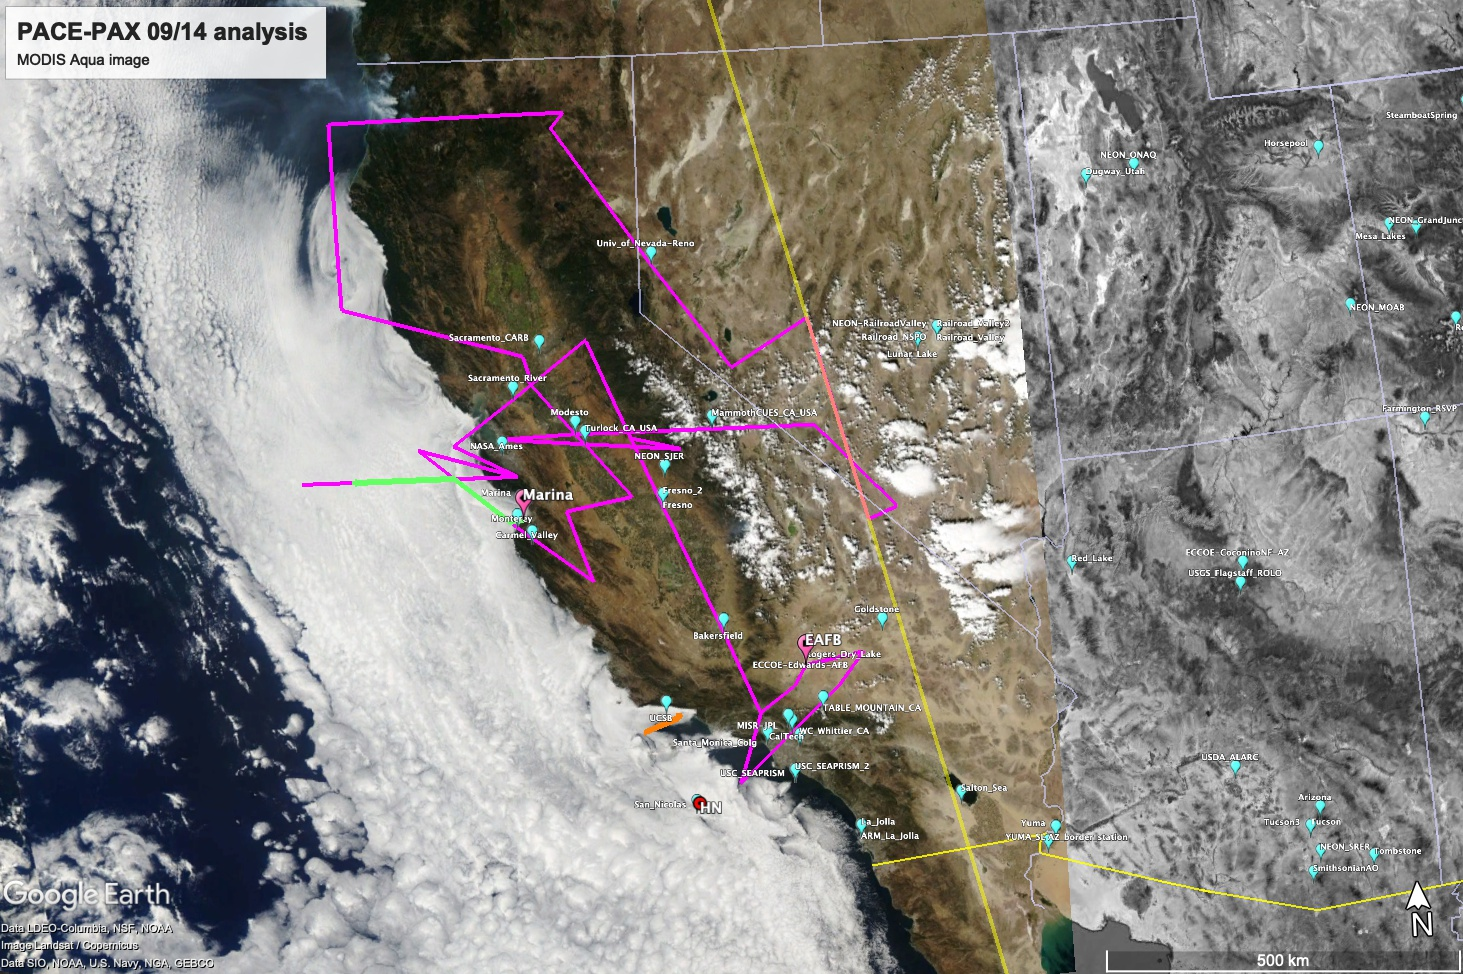 PACE-PAX 09/14 analysis
MODIS Aqua image
SteamboatSpring
Horsepool
NEON_ONAQ
Dugway_Utah
NEON_GrandJunc
Mesa_Lakes
Univ_of_Nevada-Reno
NEON_MOAB
NEON-RailroadValley
Railroad_Valley2
Sacramento_CARB
Railroad_NSPO
Railroad_Valley
Lunar_Lake
Sacramento_River
Modesto
MammothCUES_CA_USA
Farmington_RSVP
Turlock_CA_USA
NASA_Ames
NEON_SJER
Marina
Marina
Fresno_2
Fresno
Monterey
Carmel_Valley
ECCOE-CoconinoNF-AZ
Red_Lake
USGS_Flagstaff_ROLO
Goldstone
Bakersfield
EAFB
Rogers_Dry_Lake
ECCOE-Edwards-AFB
TABLE_MOUNTAIN_CA
UCSB
MISR-JPL
CalTech
WC_Whittier_CA
Santa_Monica_Colg
USC_SEAPRISM
USC_SEAPRISM_2
USDA_ALARC
San_Nicolas
HN
Salton_Sea
Arizona
La_Jolla
Yuma
Tucson3
Tucson
ARM_La_Jolla
border_station
NEON_SRER
Tombstone
SmithsonianAO
Google Earth
Data LDEO-Columbia, NSF, NOAA
Image Landsat / Copernicus
Data SIO, NOAA, U.S. Navy, NGA, GEBCO
N
500 km